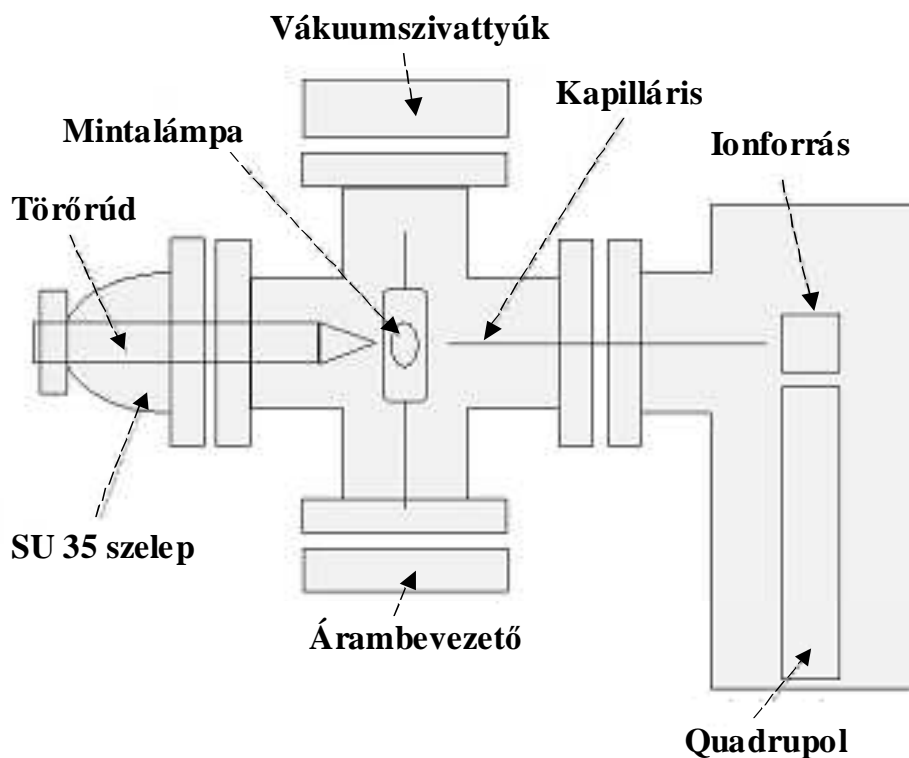 Vákuumszivattyúk
Kapilláris
Mintalámpa
Ionforrás
Törőrúd
SU 35 szelep
Árambevezető
Quadrupol